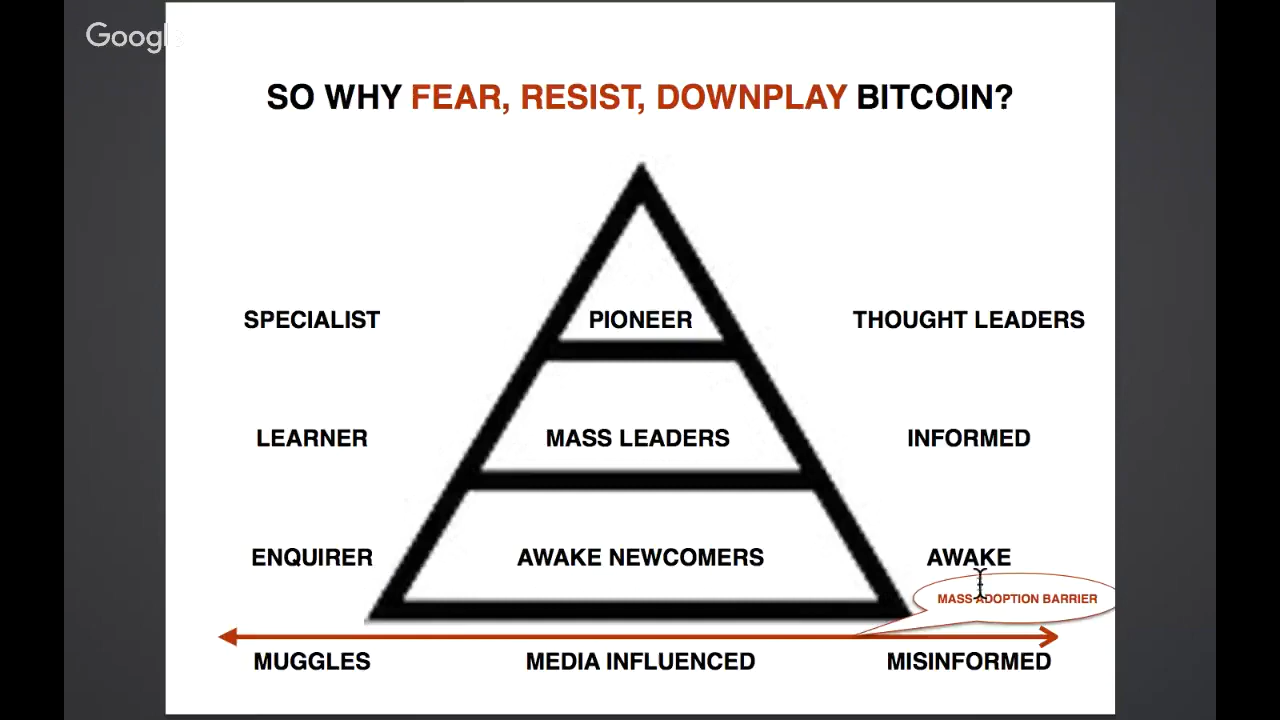 Google
SO WHY FEAR, RESIST, DOWNPLAY BITCOIN?
SPECIALIST PIONEER THOUGHT LEADERS
LEARNER MASS LEADERS INFORMED
ENQUIRER AWAKE NEWCOMERS AWAKE
MASS ADOPTION BARRIER
MUGGLES MEDIA INFLUENCED MISINFORMED